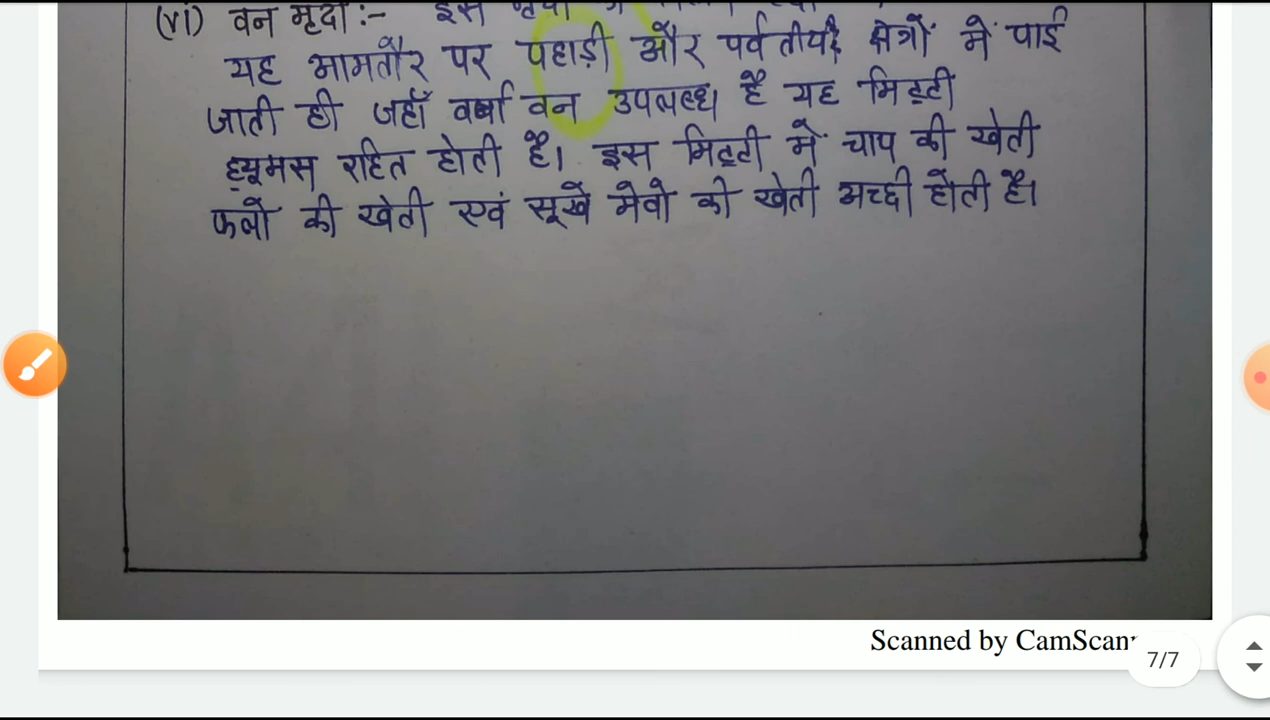 (vi) वन मृदा :- इस मृदा
यह आमतौर पर पहाड़ी और पर्वतीय क्षेत्रों में पाई
जाती ही जहाँ वर्षा वन उपलब्ध है यह मिट्टी
ह्यूमस रहित होती है। इस मिट्टी में चाप की खेती
फलो की खेती एवं सूखें मेवो की खेती अच्छी होती है।
Scanned by CamScan
7/7